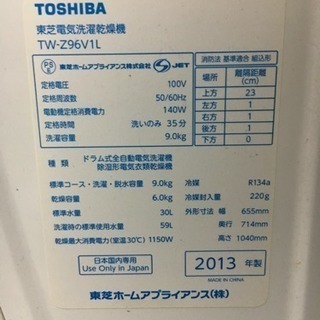 TOSHIBA
東芝電気洗濯乾燥機
TW-Z96V1L
PS E
東芝ホームアプライアンス株式会社 JET
定格電圧 100V
定格周波数 50/60Hz
電動機定格消費電力 140W
定格時間 洗いのみ 35分
洗濯容量 9.0kg
消防法 基準適合 組込形
場所 離隔距離(cm)
上方 23
左方 1
右方 1
後方 1
下方 0
種類 ドラム式全自動電気洗濯機
除湿形電気衣類乾燥機
標準コース・洗濯・脱水容量 9.0kg
乾燥容量 6.0kg
標準水量 30L
洗濯時の標準使用水量 59L
乾燥最大消費電力(室温30℃) 1150W
冷媒 R134a
冷媒封入量 220g
外形寸法 幅 655mm
奥行 714mm
高さ 1040mm
日本国内専用
Use Only in Japan
2013 年製
MADE IN CHINA
東芝ホームアプライアンス(株)